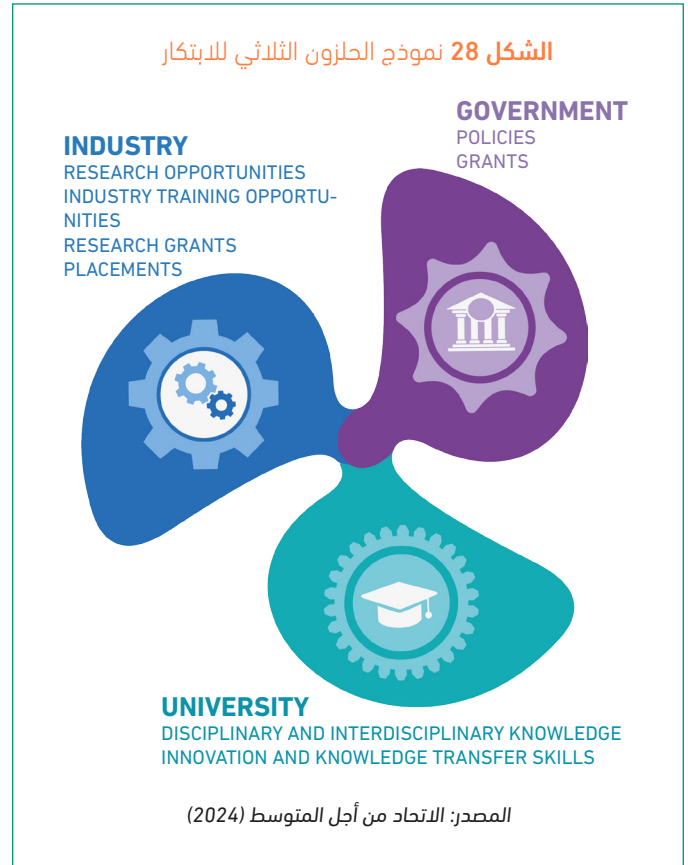 الشكل 28 نموذج الحلزون الثلاثي للابتكار
GOVERNMENT
POLICIES
GRANTS
INDUSTRY
RESEARCH OPPORTUNITIES
INDUSTRY TRAINING OPPORTU-
NITIES
RESEARCH GRANTS
PLACEMENTS
UNIVERSITY
DISCIPLINARY AND INTERDISCIPLINARY KNOWLEDGE
INNOVATION AND KNOWLEDGE TRANSFER SKILLS
المصدر: الاتحاد من أجل المتوسط (2024)